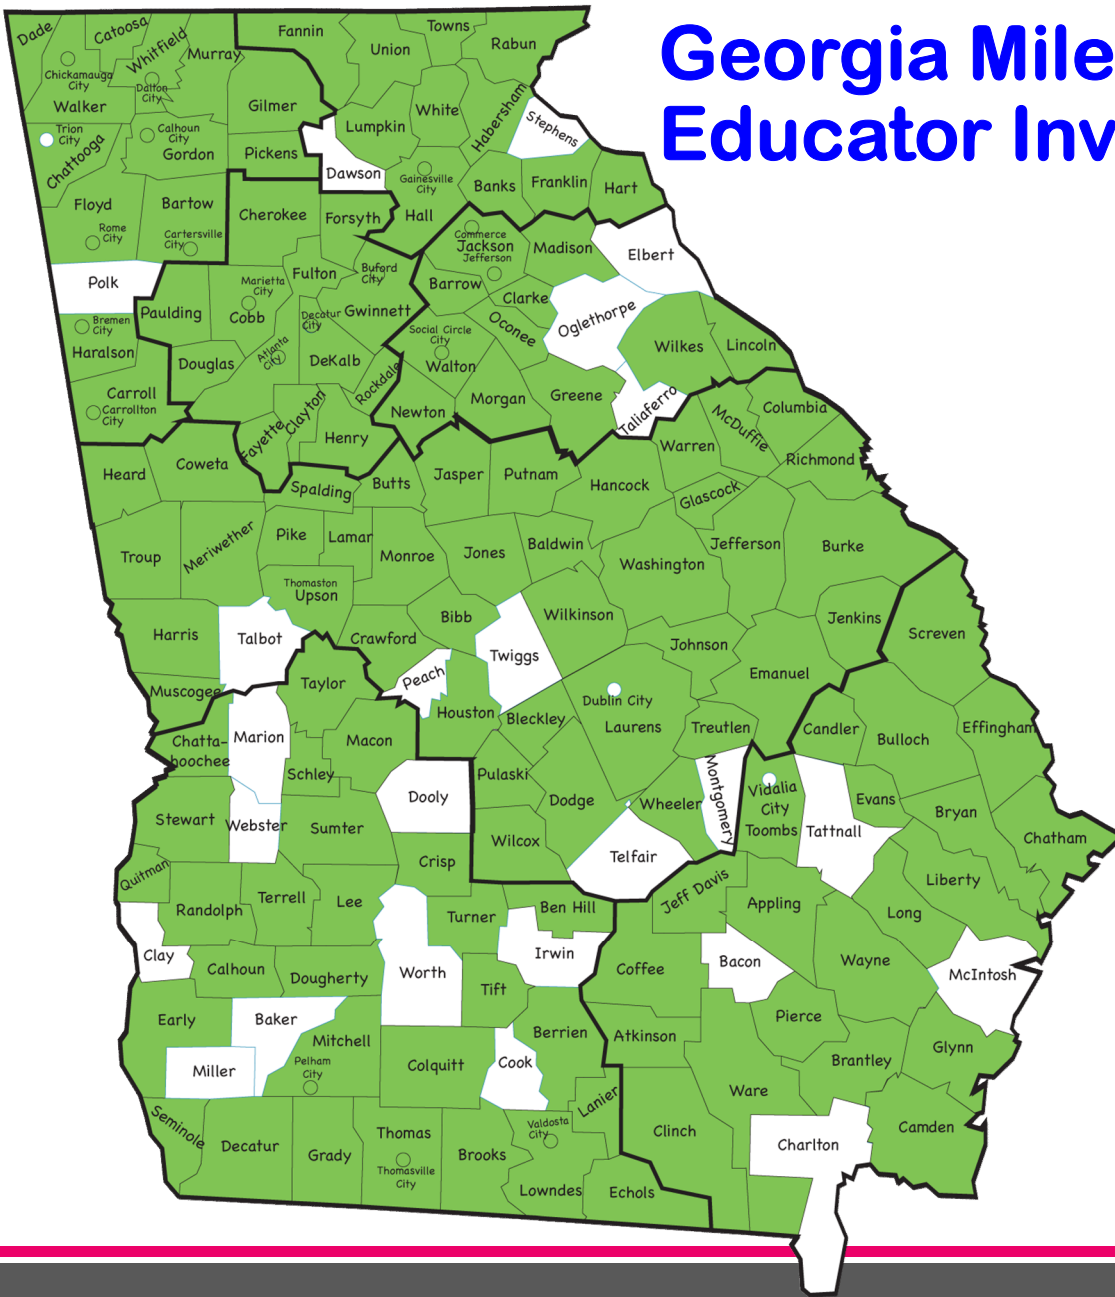 Georgia Mile
Educator Inv
Dade
Catoosa
Whitfield
Murray
Fannin
Union
Towns
Rabun
Chickamauga
City
Dalton
City
Walker
Gilmer
Lumpkin
White
Habersham
Stephens
Trion
City
Chattooga
Calhoun
City
Gordon
Pickens
Dawson
Gainesville
City
Banks
Franklin
Hart
Floyd
Rome
City
Bartow
Cartersville
City
Cherokee
Forsyth
Hall
Commerce
Jackson
Jefferson
Madison
Elbert
Polk
Fulton
Buford
City
Marietta
City
Cobb
Decatur
City
Gwinnett
Barrow
Clarke
Oconee
Oglethorpe
Wilkes
Lincoln
Bremen
City
Haralson
Paulding
Douglas
Atlanta
City
DeKalb
Rockdale
Social Circle
City
Walton
Morgan
Greene
Taliaferro
Carroll
Carrollton
City
Fayette
Clayton
Henry
Newton
Warren
McDuffie
Columbia
Richmond
Heard
Coweta
Spalding
Butts
Jasper
Putnam
Hancock
Glascock
Troup
Meriwether
Pike
Lamar
Monroe
Jones
Baldwin
Washington
Jefferson
Burke
Thomaston
Upson
Harris
Talbot
Crawford
Bibb
Twiggs
Wilkinson
Johnson
Jenkins
Screven
Muscogee
Taylor
Peach
Houston
Bleckley
Dublin City
Laurens
Emanuel
Treutlen
Candler
Bulloch
Effingham
Chatta-
hoochee
Marion
Schley
Macon
Dooly
Pulaski
Dodge
Wheeler
Montgomery
Vidalia
City
Toombs
Tattnall
Evans
Bryan
Chatham
Stewart
Webster
Sumter
Crisp
Wilcox
Telfair
Jeff Davis
Appling
Long
Liberty
Quitman
Randolph
Terrell
Lee
Turner
Ben Hill
Irwin
Clay
Calhoun
Dougherty
Worth
Tift
Coffee
Bacon
Wayne
McIntosh
Early
Baker
Mitchell
Miller
Pelham
City
Colquitt
Cook
Berrien
Atkinson
Pierce
Brantley
Glynn
Seminole
Decatur
Grady
Thomas
Thomasville
City
Brooks
Valdosta
City
Lanier
Lowndes
Echols
Clinch
Ware
Charlton
Camden